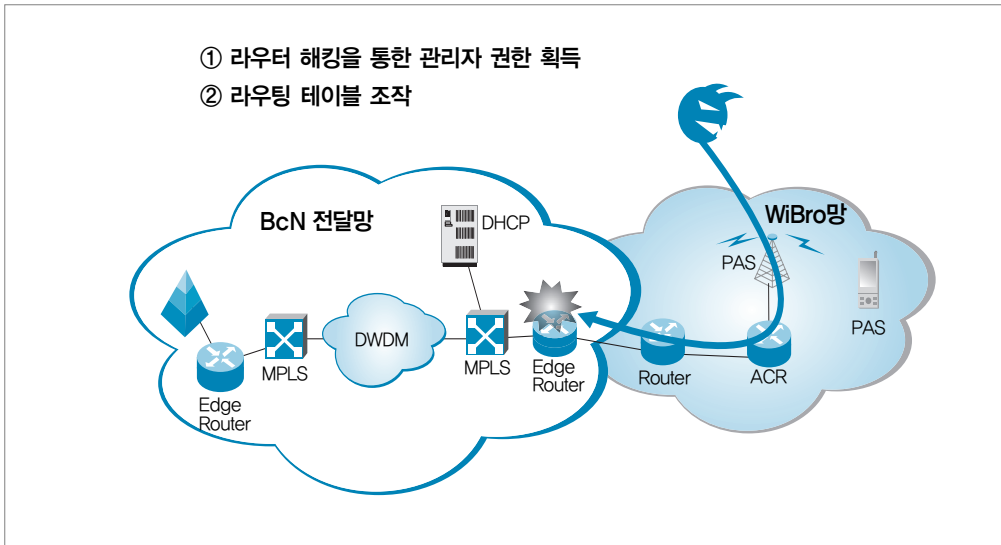 ① 라우터 해킹을 통한 관리자 권한 획득
② 라우팅 테이블 조작
BcN 전달망
DHCP
WiBro망
PAS
PAS
DWDM
MPLS
MPLS
Edge
Router
Edge
Router
Router
ACR